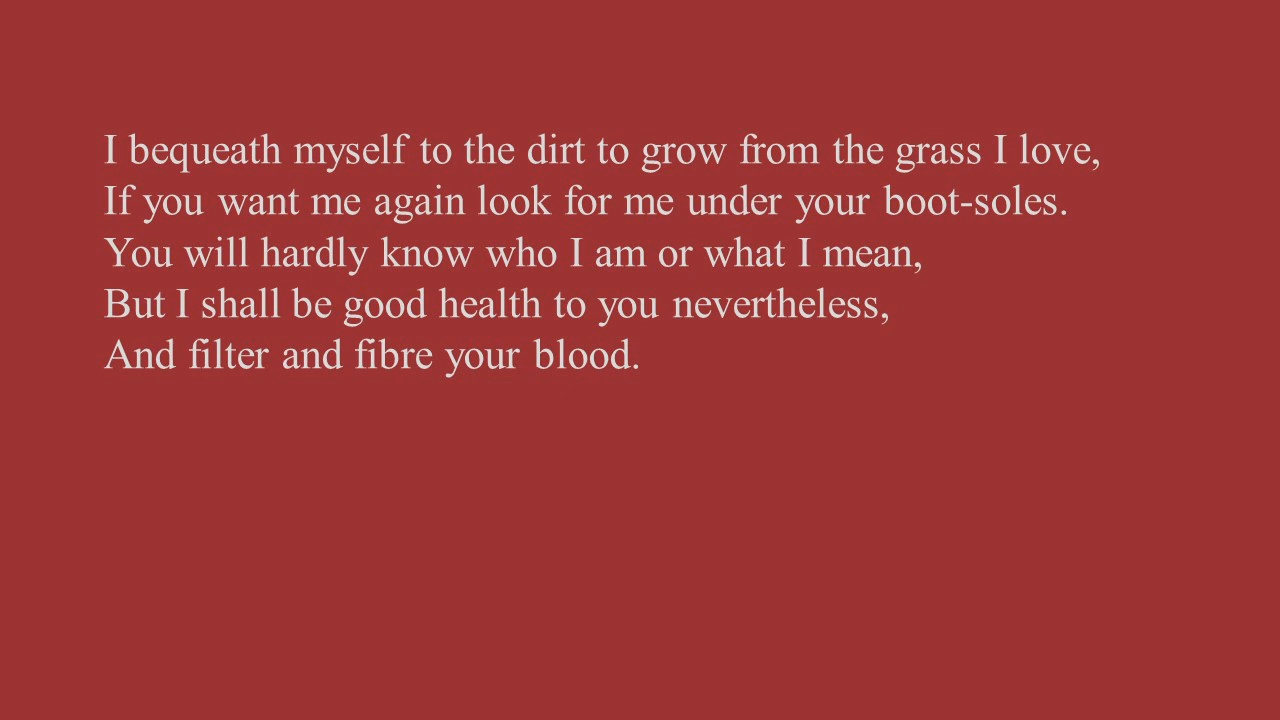 I bequeath myself to the dirt to grow from the grass I love,
If you want me again look for me under your boot-soles.
You will hardly know who I am or what I mean,
But I shall be good health to you nevertheless,
And filter and fibre your blood.